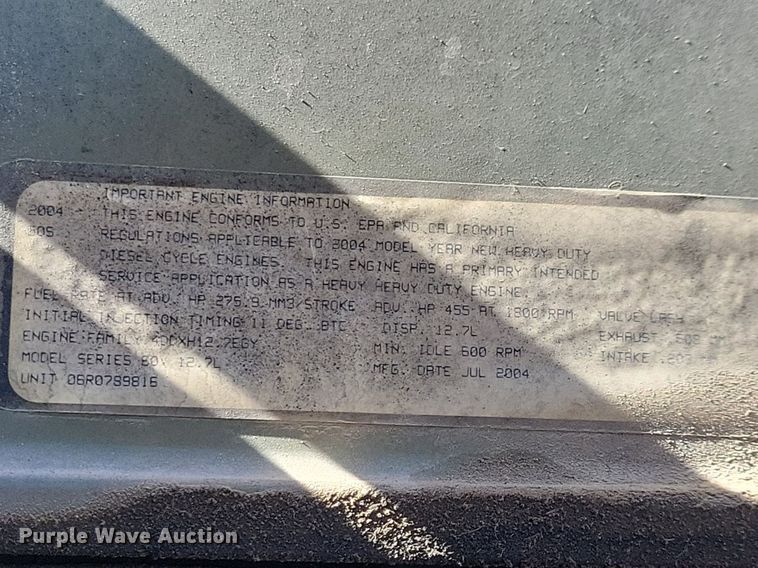 IMPORTANT ENGINE INFORMATION
2004 - THIS ENGINE CONFORMS TO U.S. EPA AND CALIFORNIA
60S REGULATIONS APPLICABLE TO 2004 MODEL YEAR NEW HEAVY DUTY
DIESEL CYCLE ENGINES. THIS ENGINE HAS A PRIMARY INTENDED
SERVICE APPLICATION AS A HEAVY HEAVY DUTY ENGINE.
FUEL RATE AT ADV. HP 275.9 MM3/STROKE ADV. HP 455 AT 1800 RPM VALVE LASH
INITIAL INJECTION TIMING 11 DEG. BTC DISP. 12.7L EXHAUST
ENGINE FAMILY 4DDXH12.7EGY MIN. IDLE 600 RPM INTAKE
MODEL SERIES 60V 12.7L MFG. DATE JUL 2004
UNIT 06R0789816
Purple Wave Auction